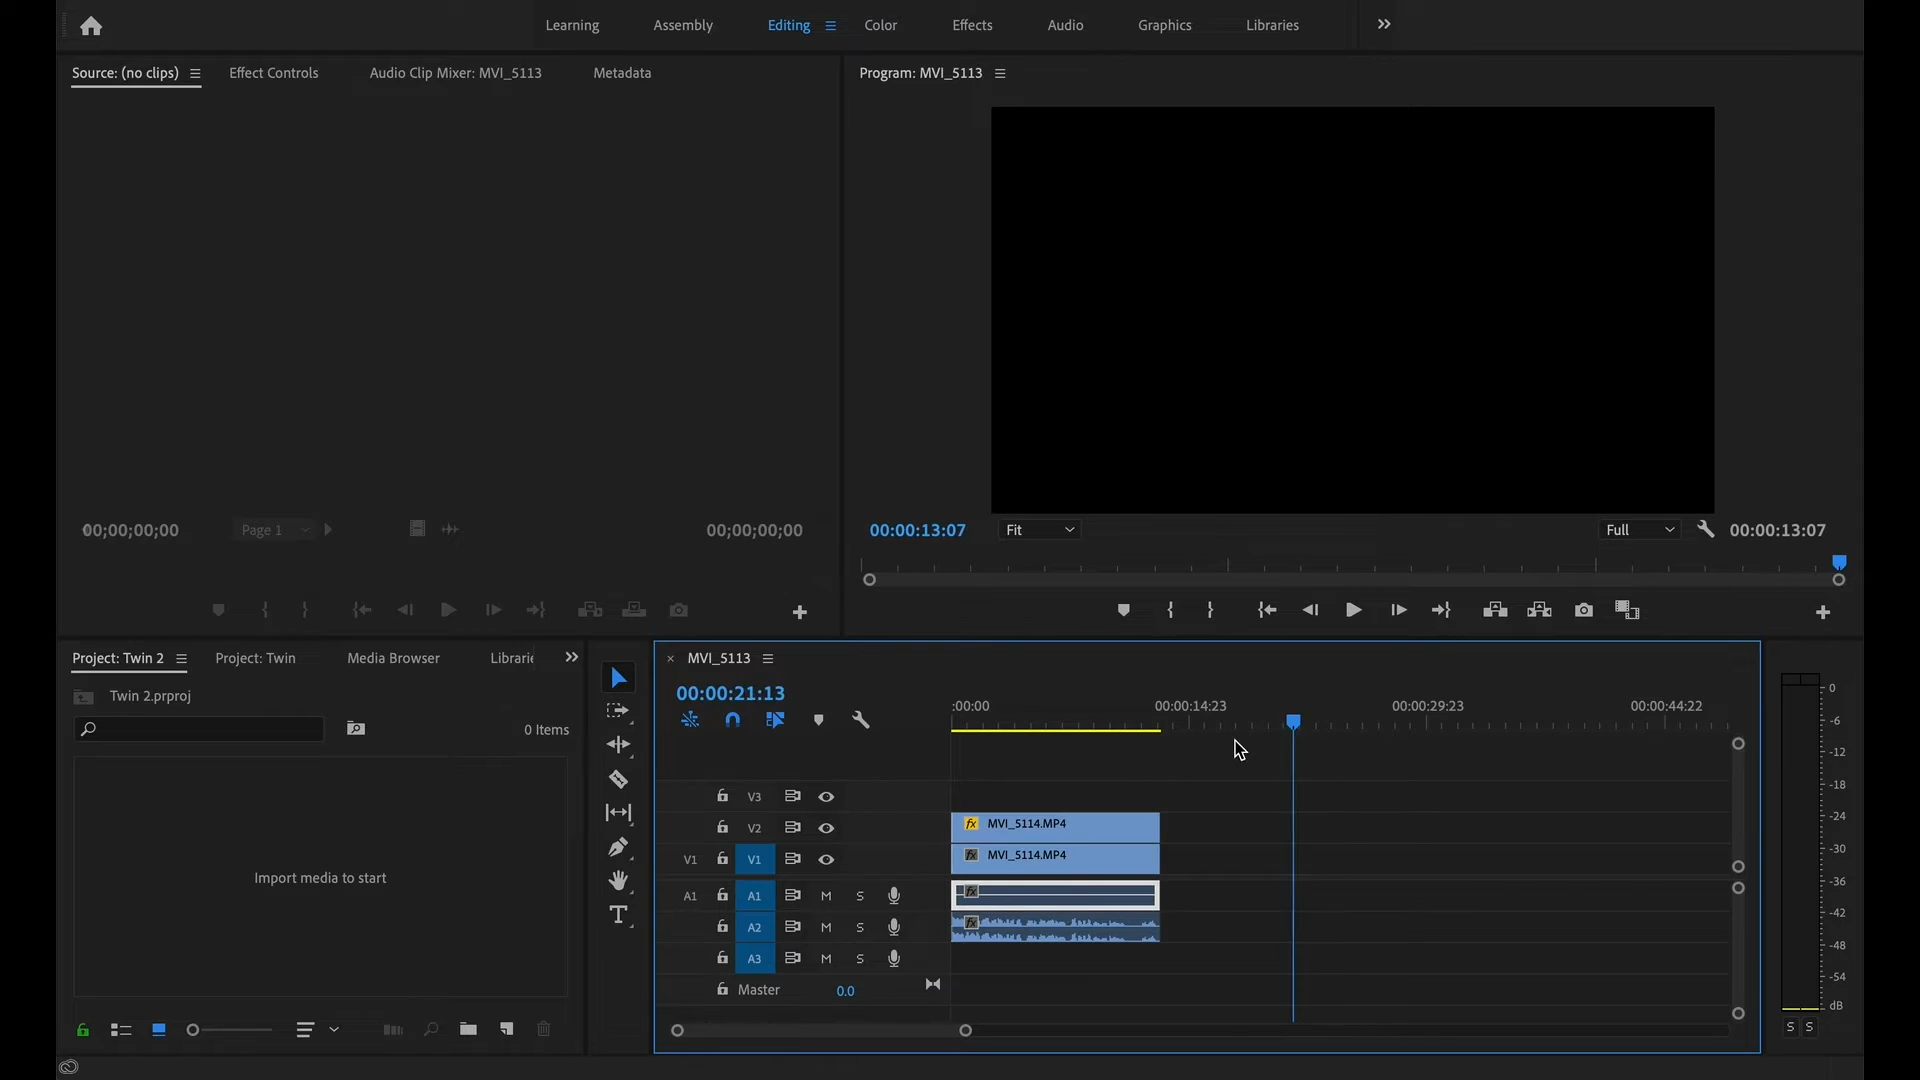 Learning Assembly Editing Color Effects Audio Graphics Libraries
Source: (no clips) Effect Controls Audio Clip Mixer: MVI_5113 Metadata
Program: MVI_5113
00;00;00;00 Page 1 00;00;00;00
00:00:13:07 Fit Full 00:00:13:07
Project: Twin 2 Project: Twin Media Browser Librarie
Twin 2.prproj
0 Items
Import media to start
MVI_5113
00:00:21:13
:00:00 00:00:14:23 00:00:29:23 00:00:44:22
V3
V2 fx MVI_5114.MP4
V1 V1 fx MVI_5114.MP4
A1 A1 M S fx
A2 M S fx
A3 M S
Master 0.0
0
-6
-12
-18
-24
-30
-36
-42
-48
-54
dB
S S